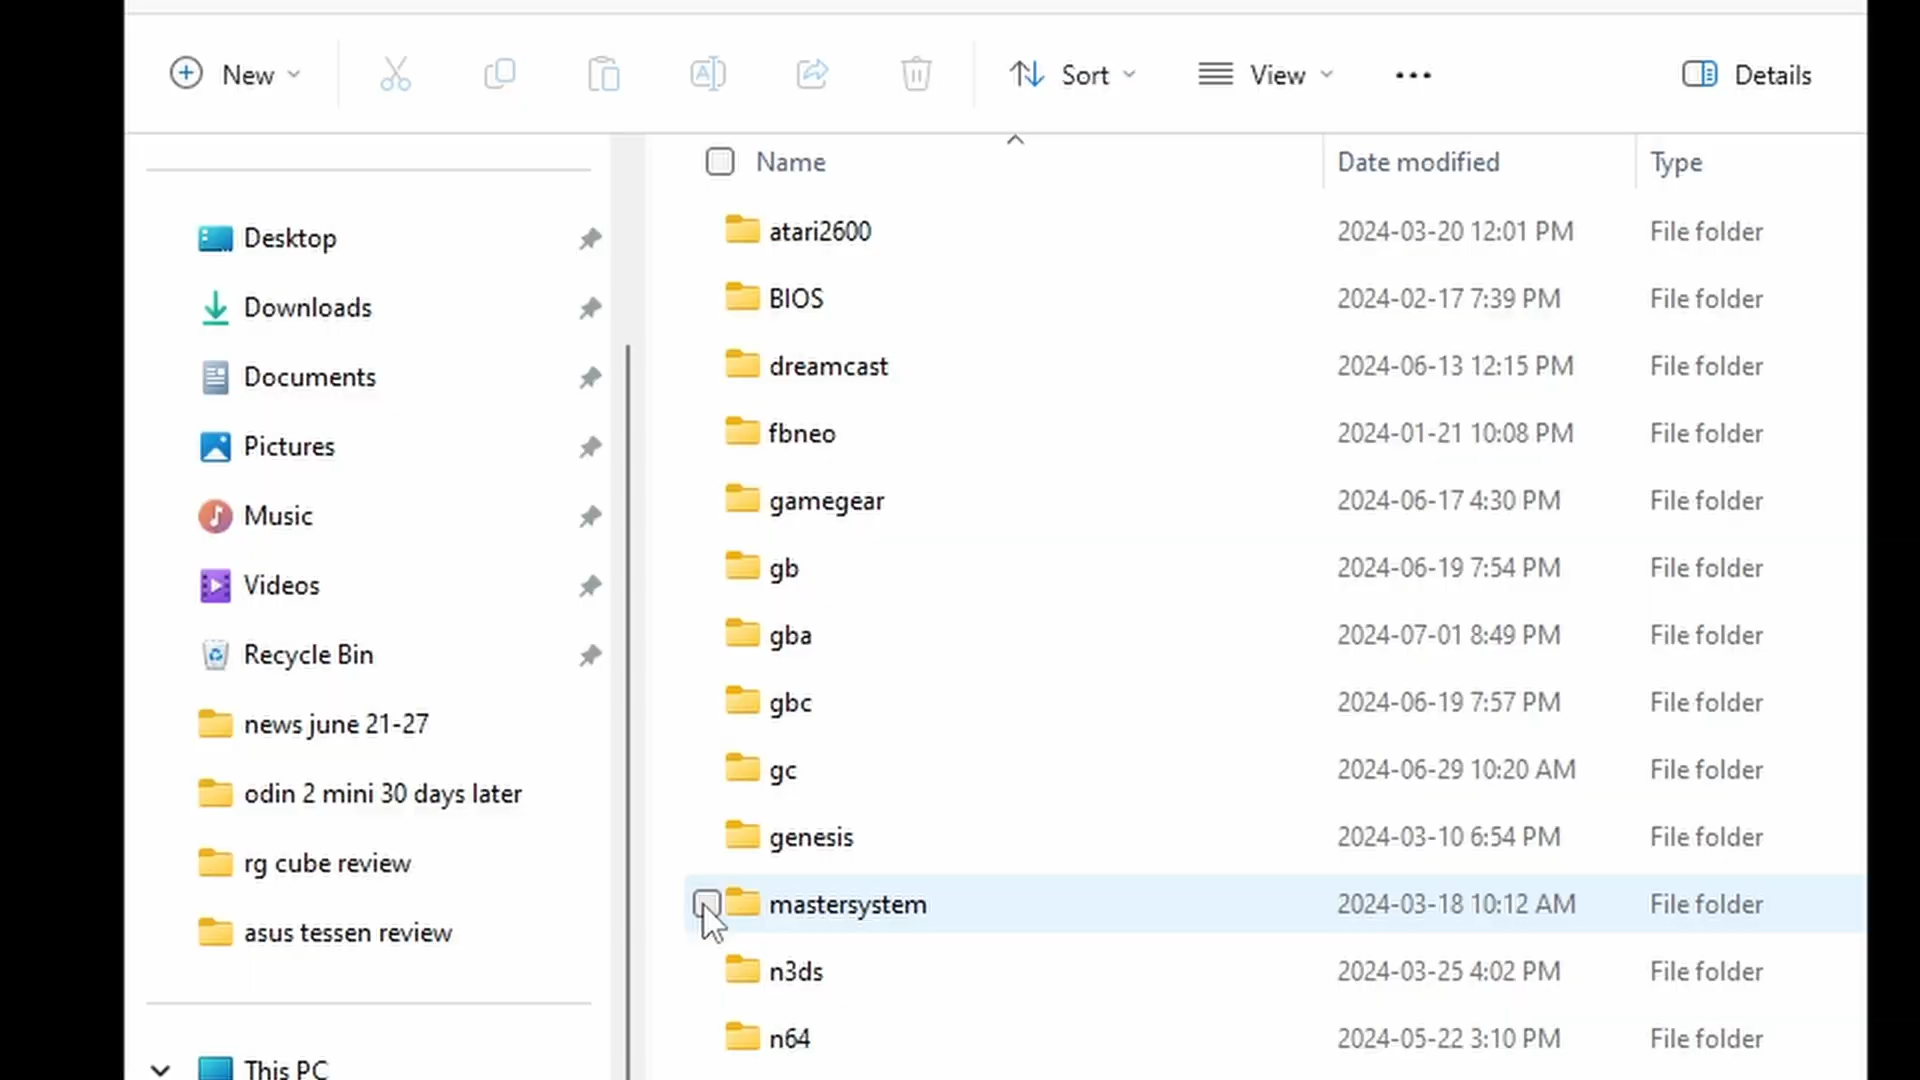 New Sort View Details
Name Date modified Type
Desktop
Downloads
Documents
Pictures
Music
Videos
Recycle Bin
news june 21-27
odin 2 mini 30 days later
rg cube review
asus tessen review
This PC
atari2600 2024-03-20 12:01 PM File folder
BIOS 2024-02-17 7:39 PM File folder
dreamcast 2024-06-13 12:15 PM File folder
fbneo 2024-01-21 10:08 PM File folder
gamegear 2024-06-17 4:30 PM File folder
gb 2024-06-19 7:54 PM File folder
gba 2024-07-01 8:49 PM File folder
gbc 2024-06-19 7:57 PM File folder
gc 2024-06-29 10:20 AM File folder
genesis 2024-03-10 6:54 PM File folder
mastersystem 2024-03-18 10:12 AM File folder
n3ds 2024-03-25 4:02 PM File folder
n64 2024-05-22 3:10 PM File folder